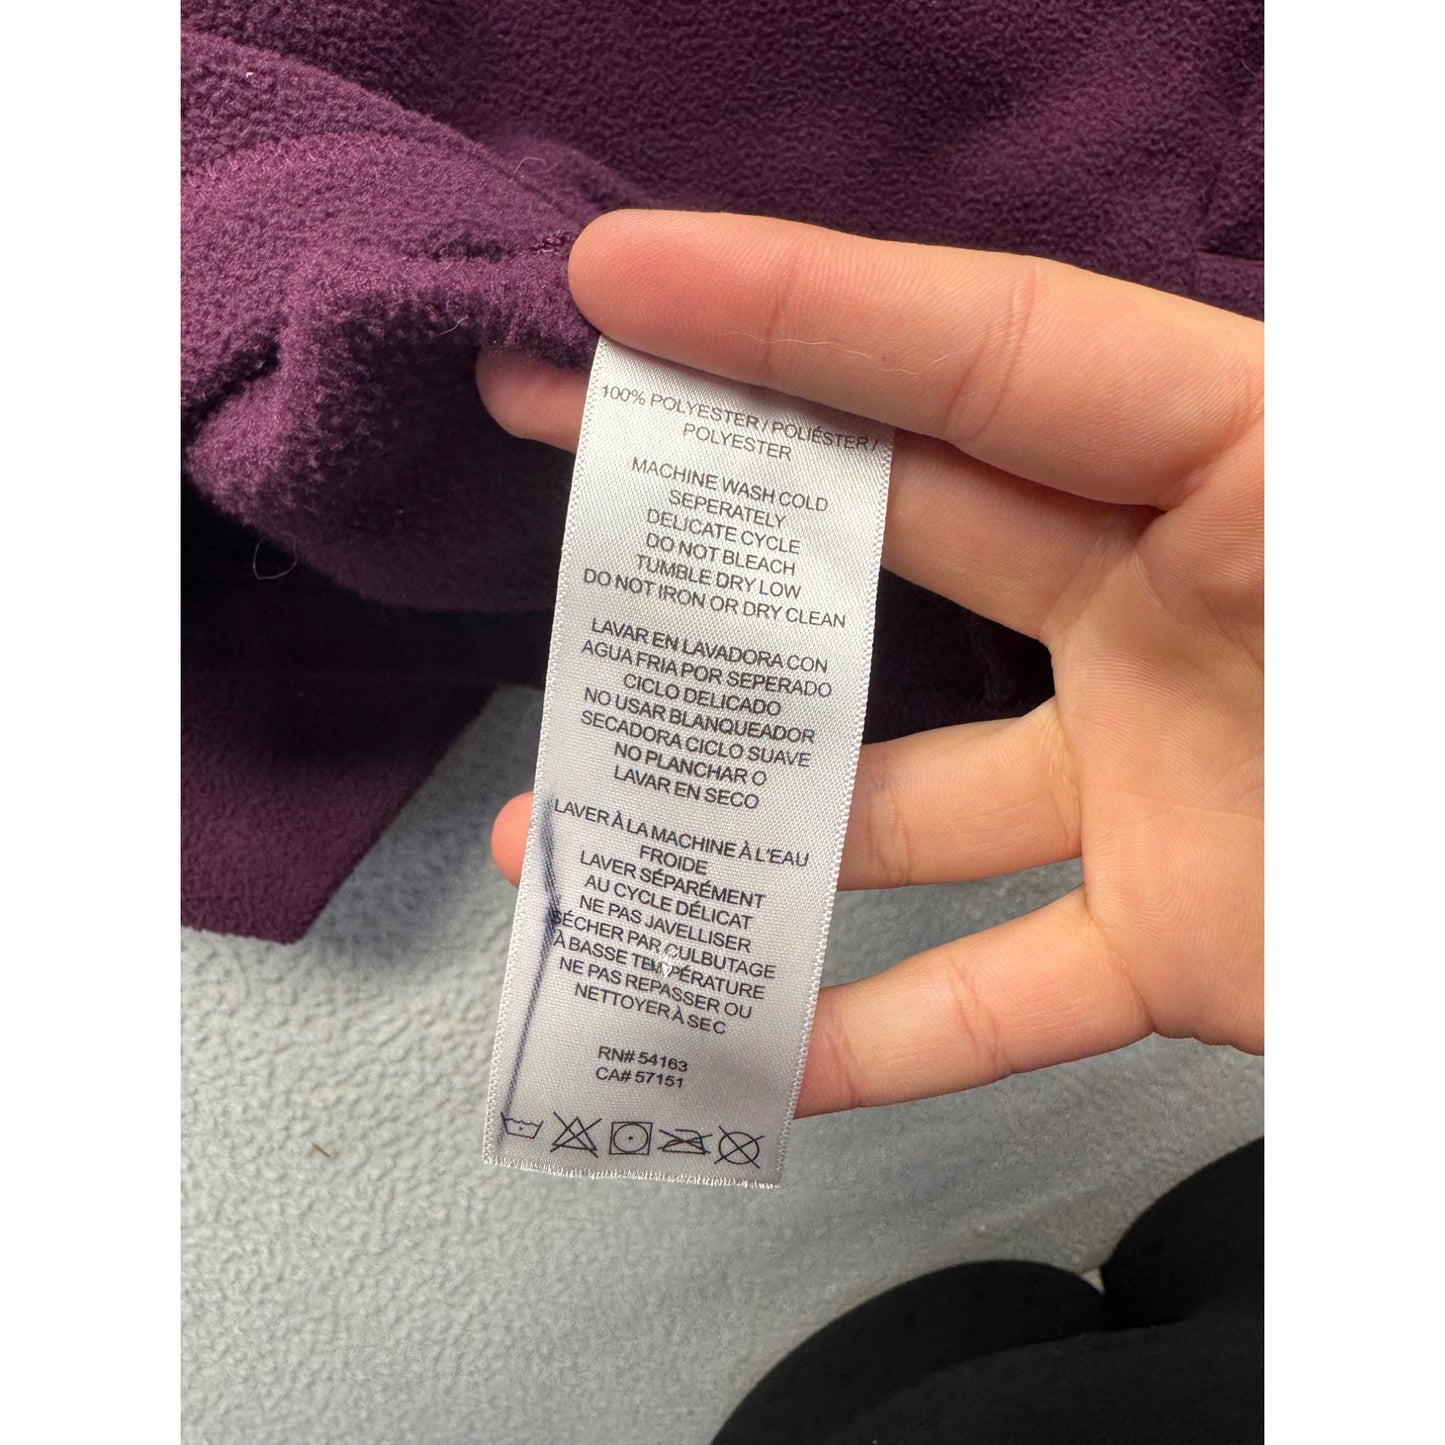 100% POLYESTER / POLIÉSTER /
POLYESTER
MACHINE WASH COLD
SEPERATELY
DELICATE CYCLE
DO NOT BLEACH
TUMBLE DRY LOW
DO NOT IRON OR DRY CLEAN
LAVAR EN LAVADORA CON
AGUA FRIA POR SEPERADO
CICLO DELICADO
NO USAR BLANQUEADOR
SECADORA CICLO SUAVE
NO PLANCHAR O
LAVAR EN SECO
LAVER À LA MACHINE À L'EAU
FROIDE
LAVER SÉPARÉMENT
AU CYCLE DÉLICAT
NE PAS JAVELLISER
SÉCHER PAR CULBUTAGE
À BASSE TEMPÉRATURE
NE PAS REPASSER OU
NETTOYER À SEC
RN# 54163
CA# 57151